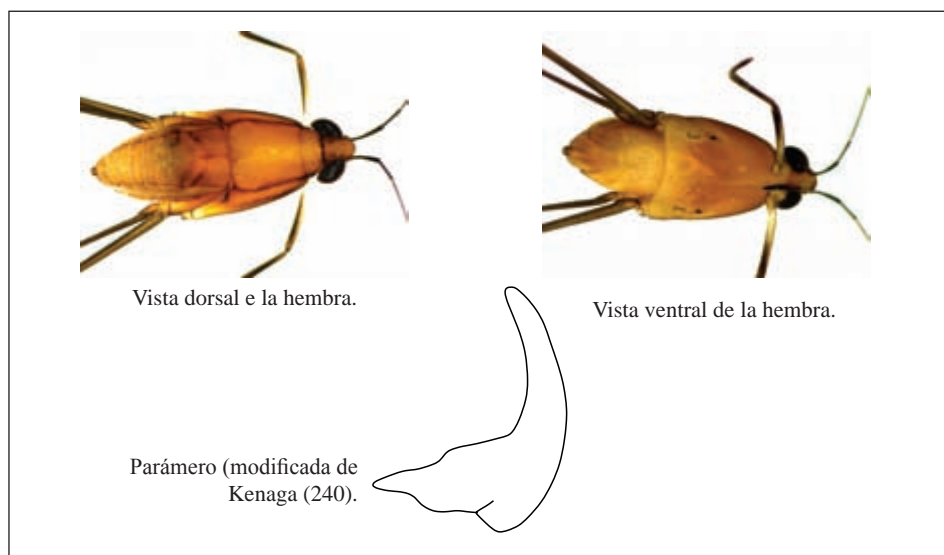 Vista dorsal e la hembra.
Vista ventral de la hembra.
Parámero (modificada de
Kenaga (240).